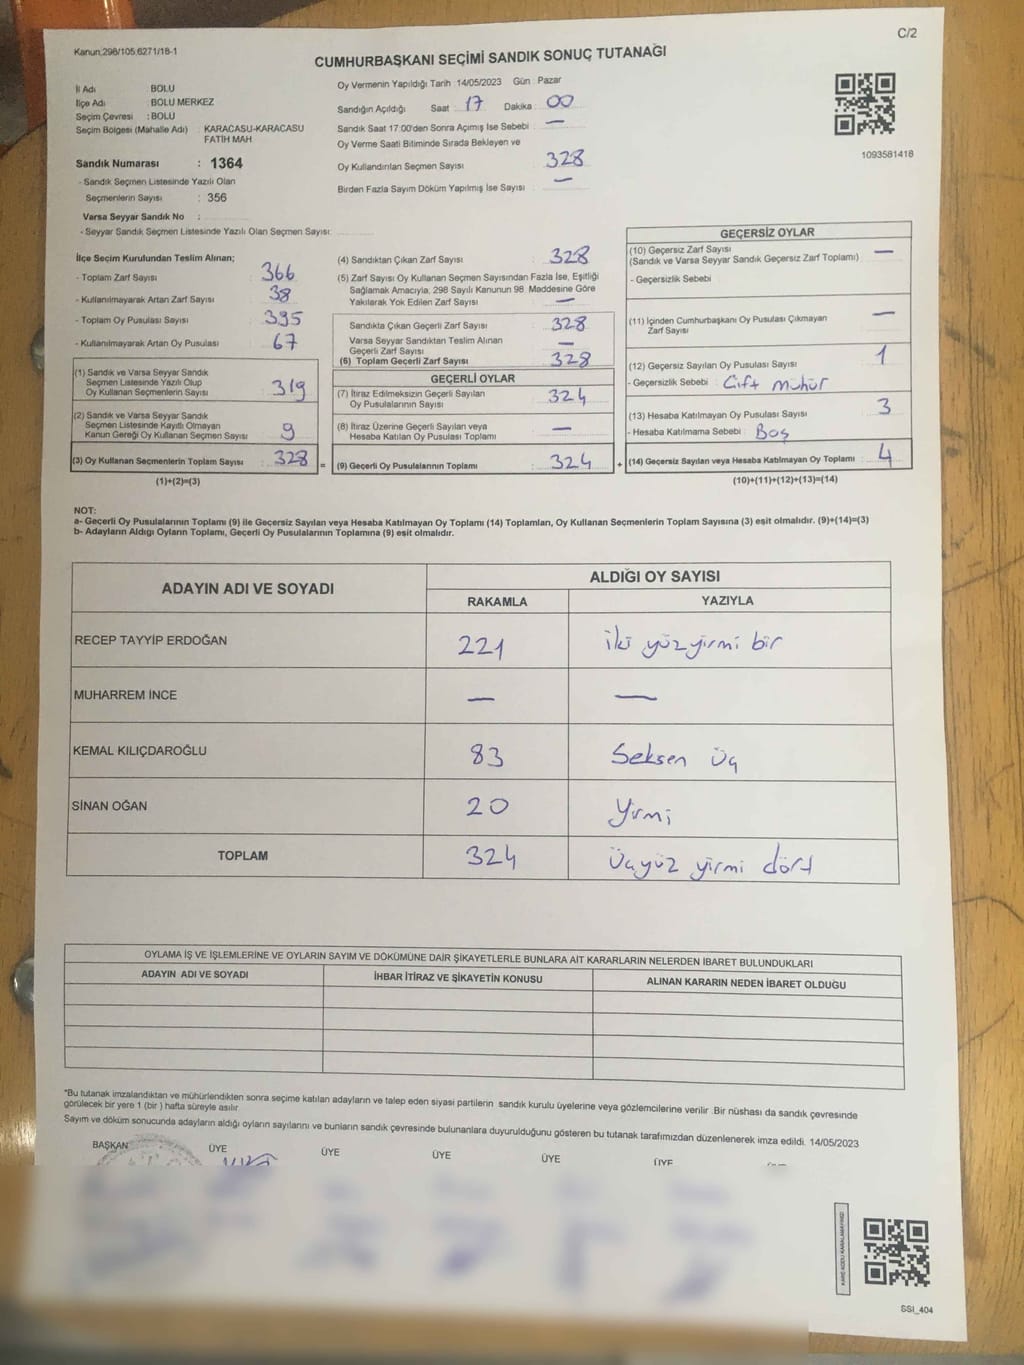 C/2
Kanun:298/105.6271/18-1
CUMHURBAŞKANI SEÇİMİ SANDIK SONUÇ TUTANAĞI
İl Adı BOLU
İlçe Adı : BOLU MERKEZ
Seçim Çevresi : BOLU
Seçim Bölgesi (Mahalle Adı) : KARACASU-KARACASU
FATİH MAH
Sandık Numarası : 1364
- Sandık Seçmen Listesinde Yazılı Olan
Seçmenlerin Sayısı : 356
Varsa Seyyar Sandık No :
- Seyyar Sandık Seçmen Listesinde Yazılı Olan Seçmen Sayısı:
Oy Vermenin Yapıldığı Tarih 14/05/2023 Gün Pazar
Sandığın Açıldığı Saat 17 Dakika 00
Sandık Saat 17:00'den Sonra Açımış İse Sebebi —
Oy Verme Saati Bitiminde Sırada Bekleyen ve
Oy Kullandırılan Seçmen Sayısı 328
Birden Fazla Sayım Döküm Yapılmış İse Sayısı —
1093581418
İlçe Seçim Kurulundan Teslim Alınan;
- Toplam Zarf Sayısı : 366
- Kullanılmayarak Artan Zarf Sayısı : 38
- Toplam Oy Pusulası Sayısı : 395
- Kullanılmayarak Artan Oy Pusulası : 67
(1) Sandık ve Varsa Seyyar Sandık
Seçmen Listesinde Yazılı Olup
Oy Kullanan Seçmenlerin Sayısı : 319
(2) Sandık ve Varsa Seyyar Sandık
Seçmen Listesinde Kayıtlı Olmayan
Kanun Gereği Oy Kullanan Seçmen Sayısı : 9
(3) Oy Kullanan Seçmenlerin Toplam Sayısı : 328 =
(1)+(2)=(3)
(4) Sandıktan Çıkan Zarf Sayısı : 328
(5) Zarf Sayısı Oy Kullanan Seçmen Sayısından Fazla İse, Eşitliği
Sağlamak Amacıyla, 298 Sayılı Kanunun 98. Maddesine Göre
Yakılarak Yok Edilen Zarf Sayısı : —
Sandıkta Çıkan Geçerli Zarf Sayısı : 328
Varsa Seyyar Sandıktan Teslim Alınan
Geçerli Zarf Sayısı : —
(6) Toplam Geçerli Zarf Sayısı : 328
GEÇERLİ OYLAR
(7) İtiraz Edilmeksizin Geçerli Sayılan
Oy Pusulalarının Sayısı : 324
(8) İtiraz Üzerine Geçerli Sayılan veya
Hesaba Katılan Oy Pusulası Toplamı : —
(9) Geçerli Oy Pusulalarının Toplamı : 324 +
GEÇERSİZ OYLAR
(10) Geçersiz Zarf Sayısı —
(Sandık ve Varsa Seyyar Sandık Geçersiz Zarf Toplamı) :
- Geçersizlik Sebebi
(11) İçinden Cumhurbaşkanı Oy Pusulası Çıkmayan
Zarf Sayısı : —
(12) Geçersiz Sayılan Oy Pusulası Sayısı : 1
- Geçersizlik Sebebi : Çift mühür
(13) Hesaba Katılmayan Oy Pusulası Sayısı : 3
- Hesaba Katılmama Sebebi : Boş
(14) Geçersiz Sayılan veya Hesaba Katılmayan Oy Toplamı : 4
(10)+(11)+(12)+(13)=(14)
NOT:
a- Geçerli Oy Pusulalarının Toplamı (9) ile Geçersiz Sayılan veya Hesaba Katılmayan Oy Toplamı (14) Toplamları, Oy Kullanan Seçmenlerin Toplam Sayısına (3) eşit olmalıdır. (9)+(14)=(3)
b- Adayların Aldığı Oyların Toplamı, Geçerli Oy Pusulalarının Toplamına (9) eşit olmalıdır.
ADAYIN ADI VE SOYADI ALDIĞI OY SAYISI
RAKAMLA YAZIYLA
RECEP TAYYİP ERDOĞAN 221 iki yüzyirmi bir
MUHARREM İNCE — —
KEMAL KILIÇDAROĞLU 83 Seksen Üç
SİNAN OĞAN 20 Yirmi
TOPLAM 324 Üçyüz yirmi dört
OYLAMA İŞ VE İŞLEMLERİNE VE OYLARIN SAYIM VE DÖKÜMÜNE DAİR ŞİKAYETLERLE BUNLARA AİT KARARLARIN NELERDEN İBARET BULUNDUKLARI
ADAYIN ADI VE SOYADI İHBAR İTİRAZ VE ŞİKAYETİN KONUSU ALINAN KARARIN NEDEN İBARET OLDUĞU
*Bu tutanak imzalandıktan ve mühürlendikten sonra seçime katılan adayların ve talep eden siyasi partilerin sandık kurulu üyelerine veya gözlemcilerine verilir .Bir nüshası da sandık çevresinde
görülecek bir yere 1 (bir ) hafta süreyle asılır
Sayım ve döküm sonucunda adayların aldığı oyların sayılarını ve bunların sandık çevresinde bulunanlara duyurulduğunu gösteren bu tutanak tarafımızdan düzenlenerek imza edildi. 14/05/2023
BAŞKAN ÜYE ÜYE ÜYE ÜYE ÜYE
KARE KODU KARALAMAYINIZ!
SSI_404